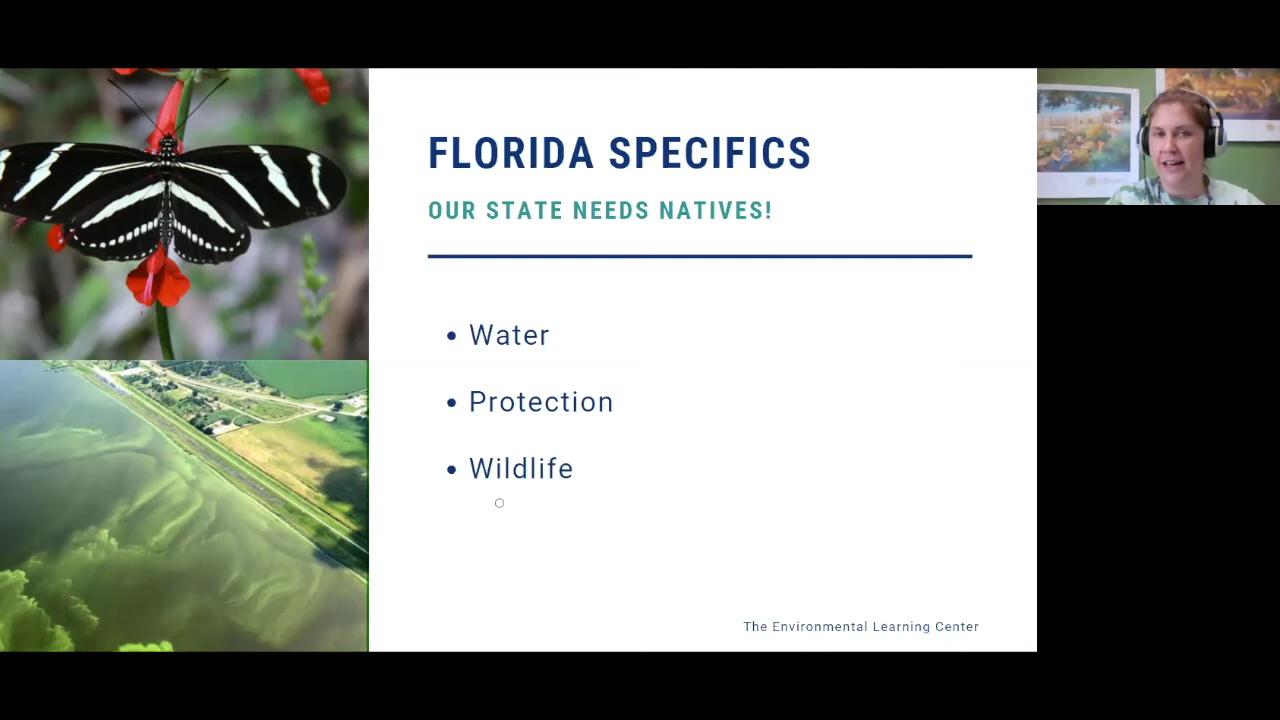 FLORIDA SPECIFICS
OUR STATE NEEDS NATIVES!
• Water
• Protection
• Wildlife
The Environmental Learning Center